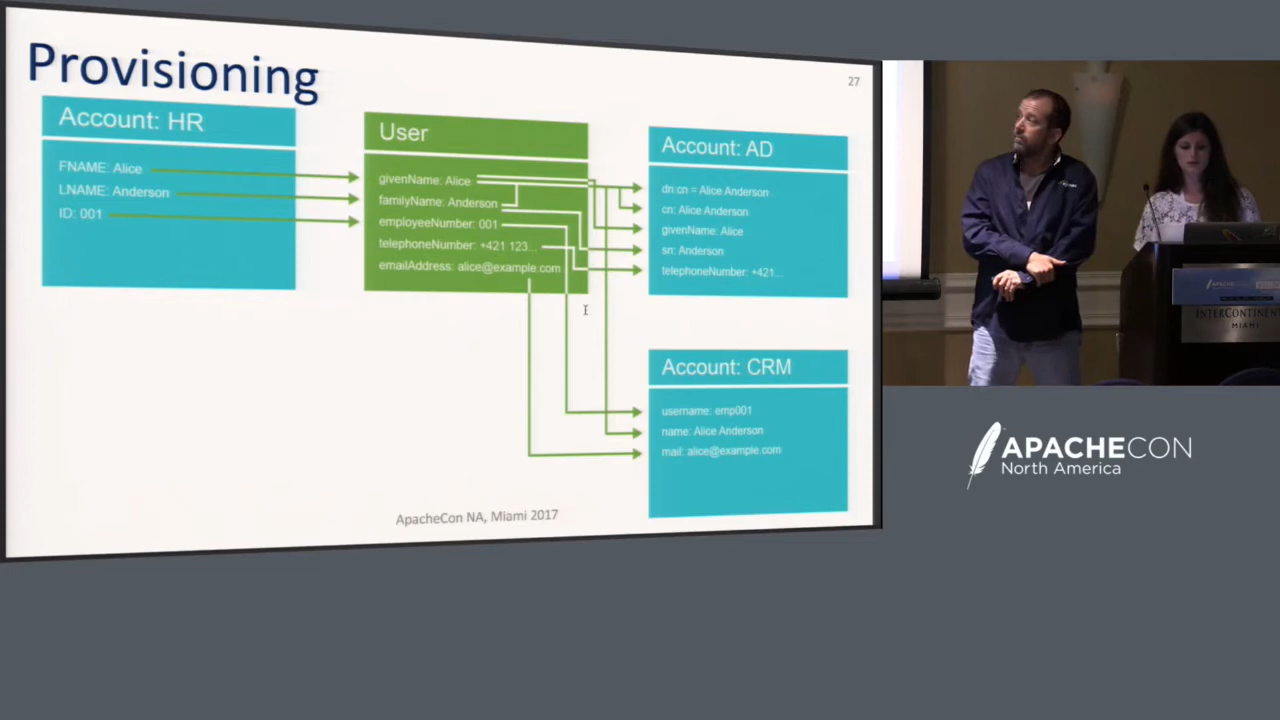 Provisioning
27
Account: HR
FNAME: Alice
LNAME: Anderson
ID: 001
User
givenName: Alice
familyName: Anderson
employeeNumber: 001
telephoneNumber: +421 123...
emailAddress: alice@example.com
Account: AD
dn:cn = Alice Anderson
cn: Alice Anderson
givenName: Alice
sn: Anderson
telephoneNumber: +421...
Account: CRM
username: emp001
name: Alice Anderson
mail: alice@example.com
ApacheCon NA, Miami 2017
APACHECON
INTERCONTINEN
MIAMI
APACHECON
North America